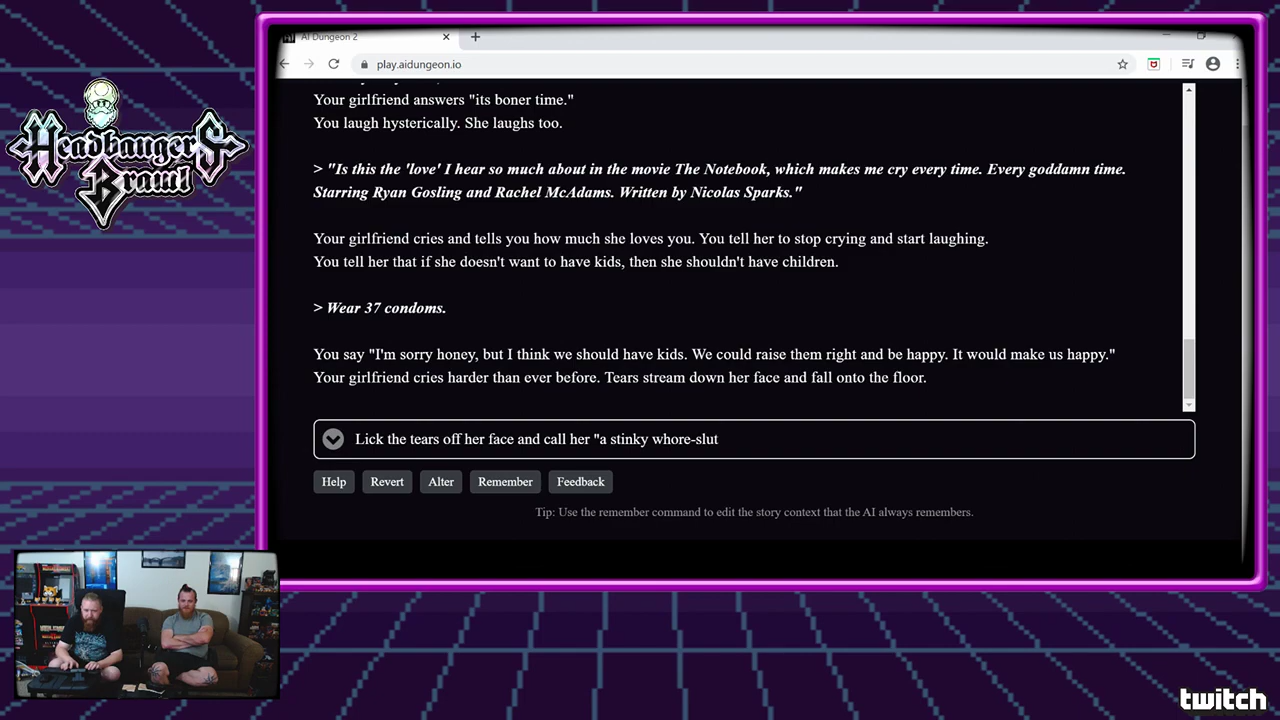 AI Dungeon 2
play.aidungeon.io
HeadbangerS
Brawl
Your girlfriend answers "its boner time."
You laugh hysterically. She laughs too.
> "Is this the 'love' I hear so much about in the movie The Notebook, which makes me cry every time. Every goddamn time.
Starring Ryan Gosling and Rachel McAdams. Written by Nicolas Sparks."
Your girlfriend cries and tells you how much she loves you. You tell her to stop crying and start laughing.
You tell her that if she doesn't want to have kids, then she shouldn't have children.
> Wear 37 condoms.
You say "I'm sorry honey, but I think we should have kids. We could raise them right and be happy. It would make us happy."
Your girlfriend cries harder than ever before. Tears stream down her face and fall onto the floor.
Lick the tears off her face and call her "a stinky whore-slut
Help Revert Alter Remember Feedback
Tip: Use the remember command to edit the story context that the AI always remembers.
twitch